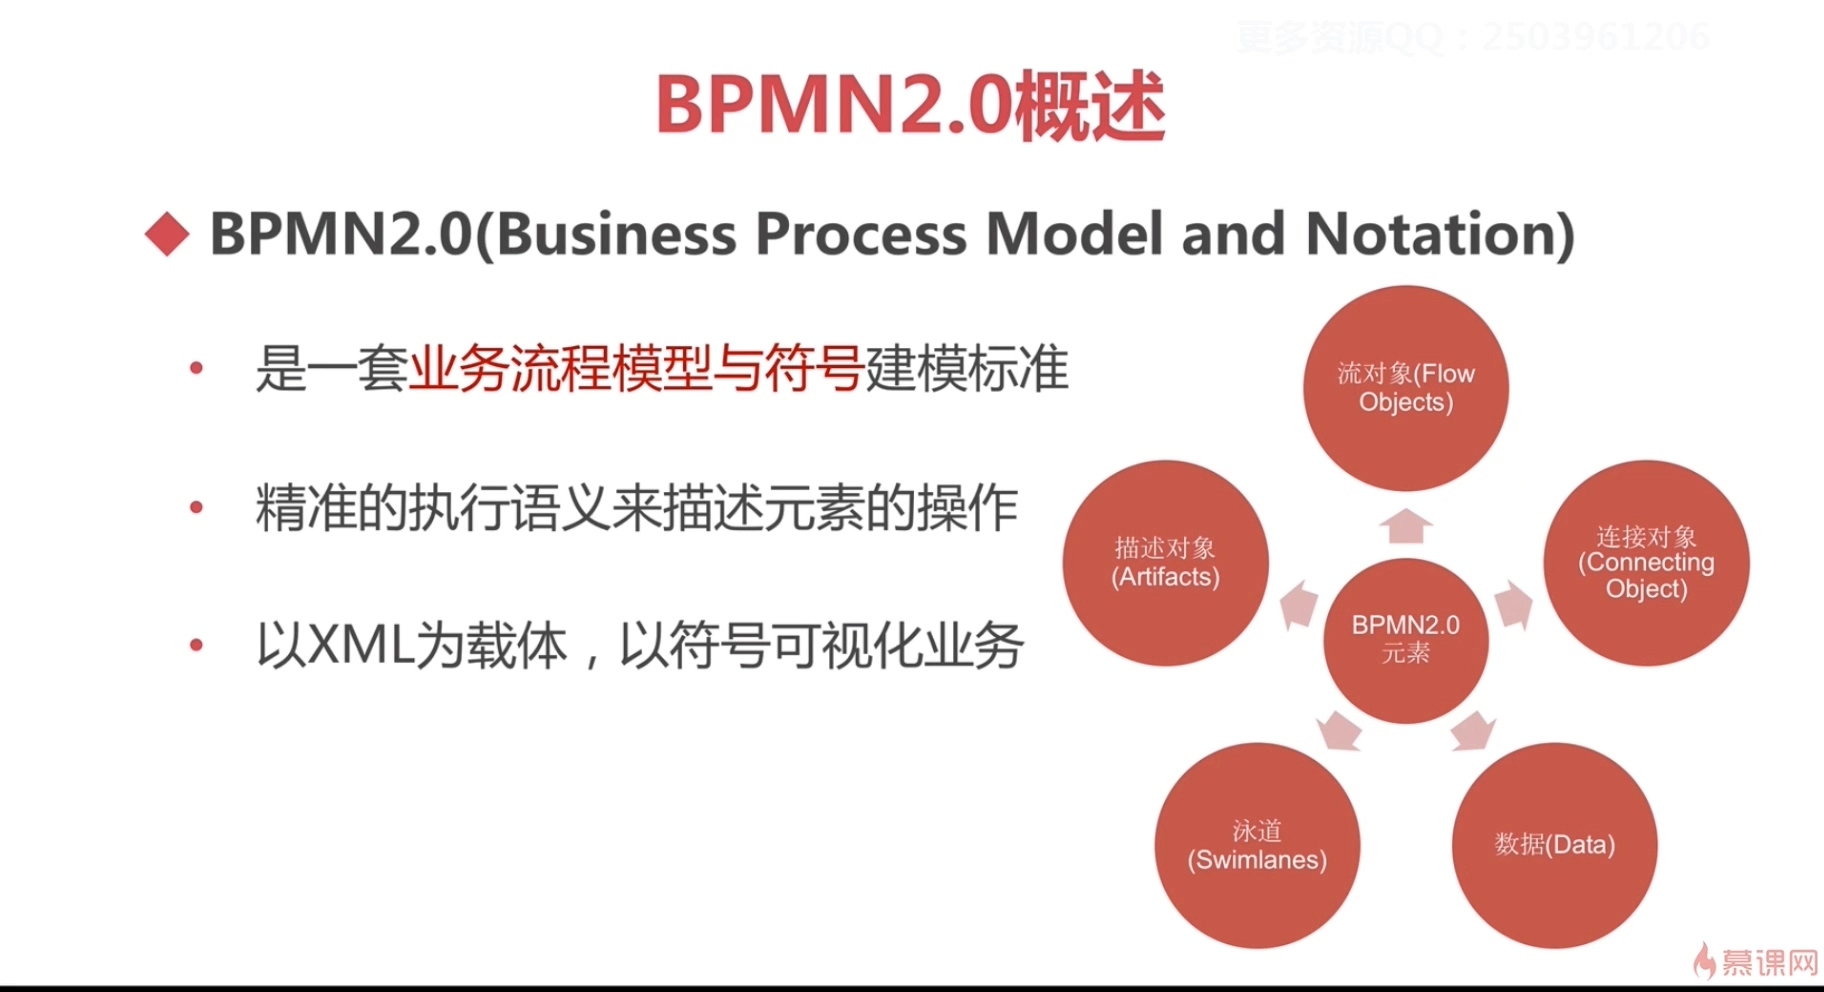 更多资源QQ：2503961206
BPMN2.0概述
BPMN2.0(Business Process Model and Notation)
是一套业务流程模型与符号建模标准
精准的执行语义来描述元素的操作
以XML为载体，以符号可视化业务
流对象(Flow
Objects)
描述对象
(Artifacts)
连接对象
(Connecting
Object)
BPMN2.0
元素
泳道
(Swimlanes)
数据(Data)
慕课网